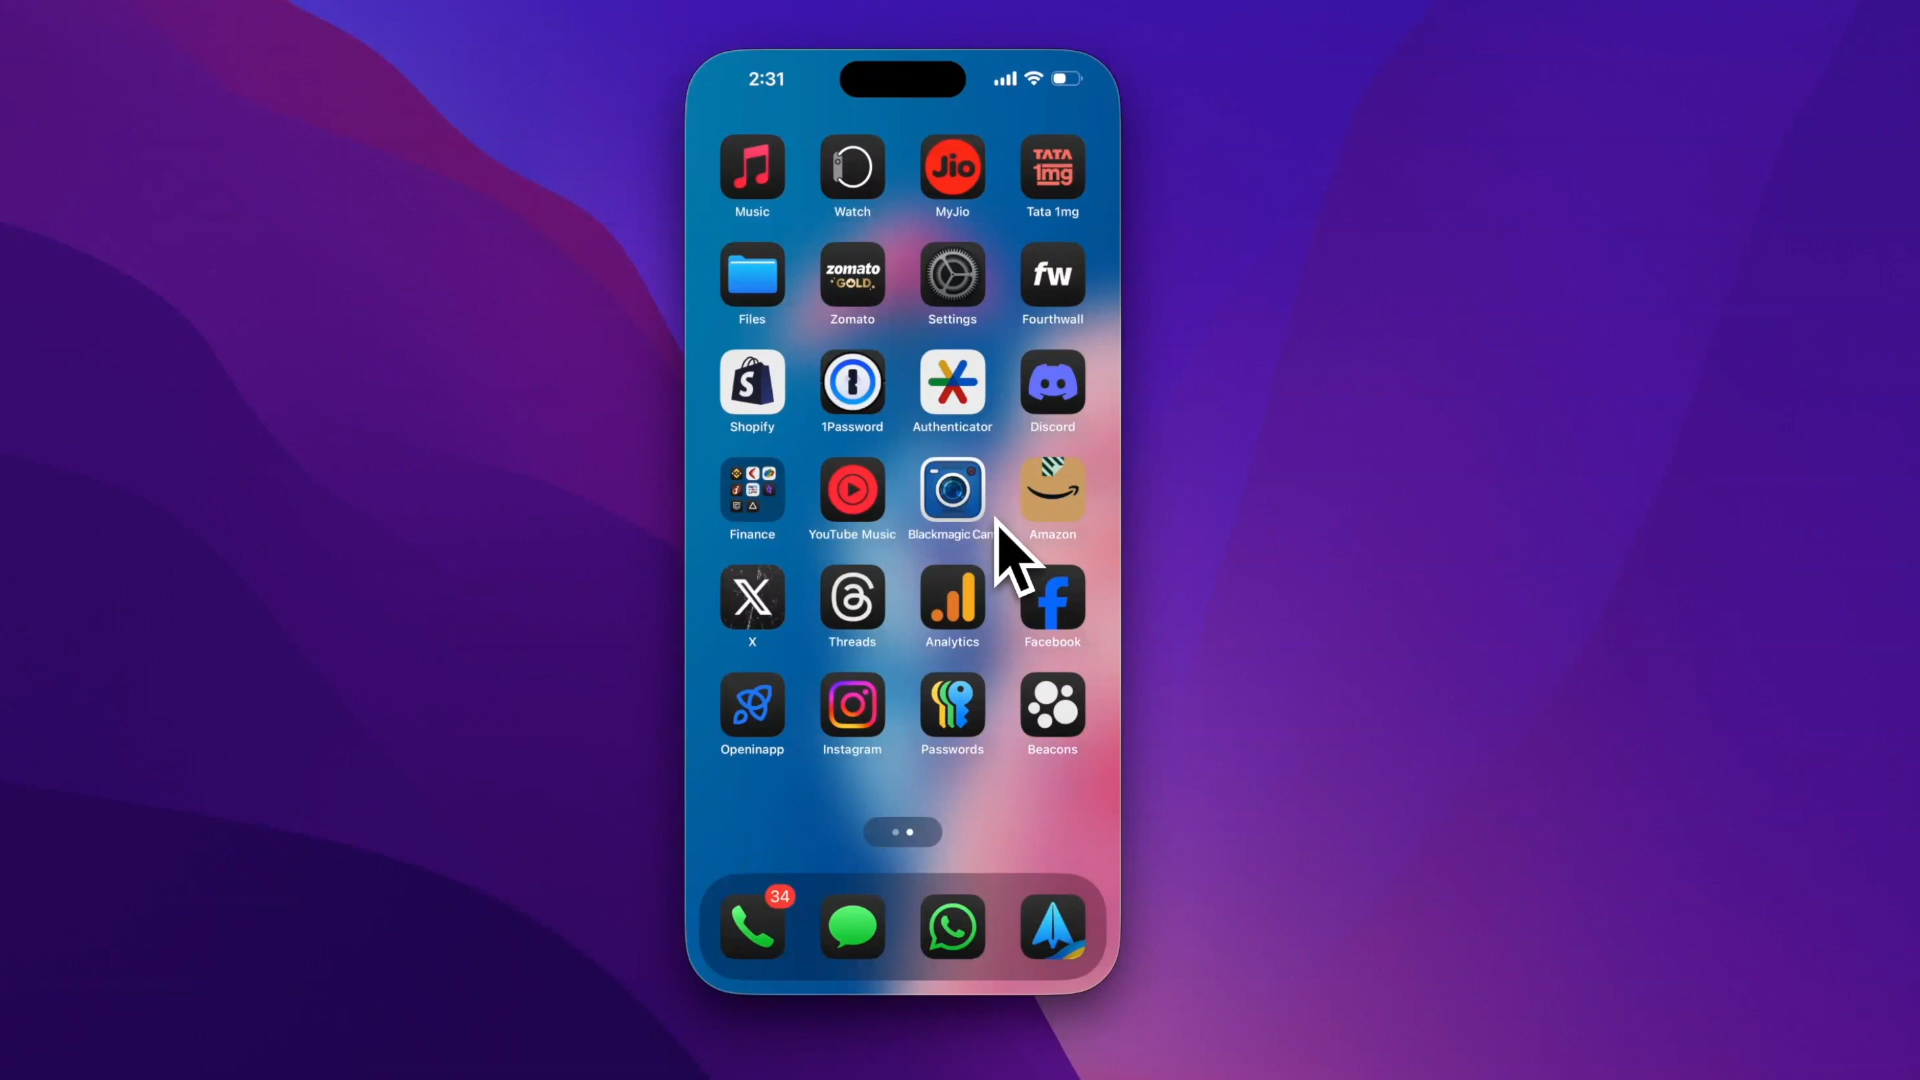 2:31
Jio
TATA
1mg
Music Watch MyJio Tata 1mg
zomato
GOLD
fw
Files Zomato Settings Fourthwall
S
Shopify 1Password Authenticator Discord
Finance YouTube Music Blackmagic Cam Amazon
X Threads Analytics Facebook
Openinapp Instagram Passwords Beacons
34